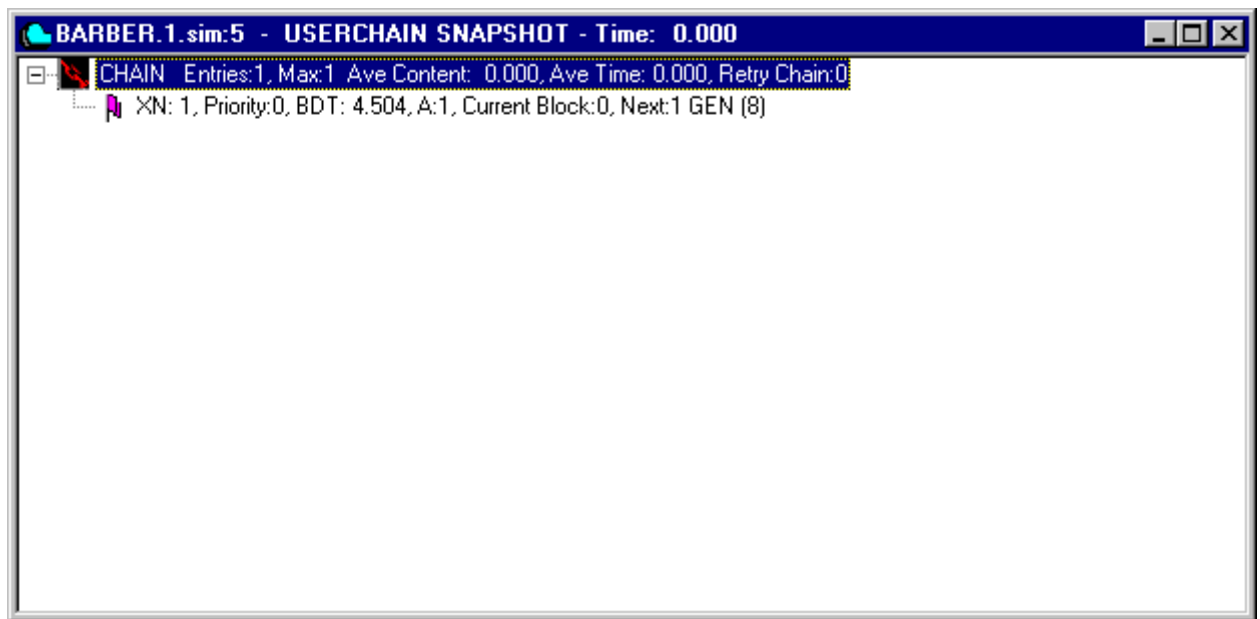 BARBER.1.sim:5 - USERCHAIN SNAPSHOT - Time: 0.000
CHAIN Entries:1, Max:1 Ave Content: 0.000, Ave Time: 0.000, Retry Chain:0
XN: 1, Priority:0, BDT: 4.504, A:1, Current Block:0, Next:1 GEN (8)